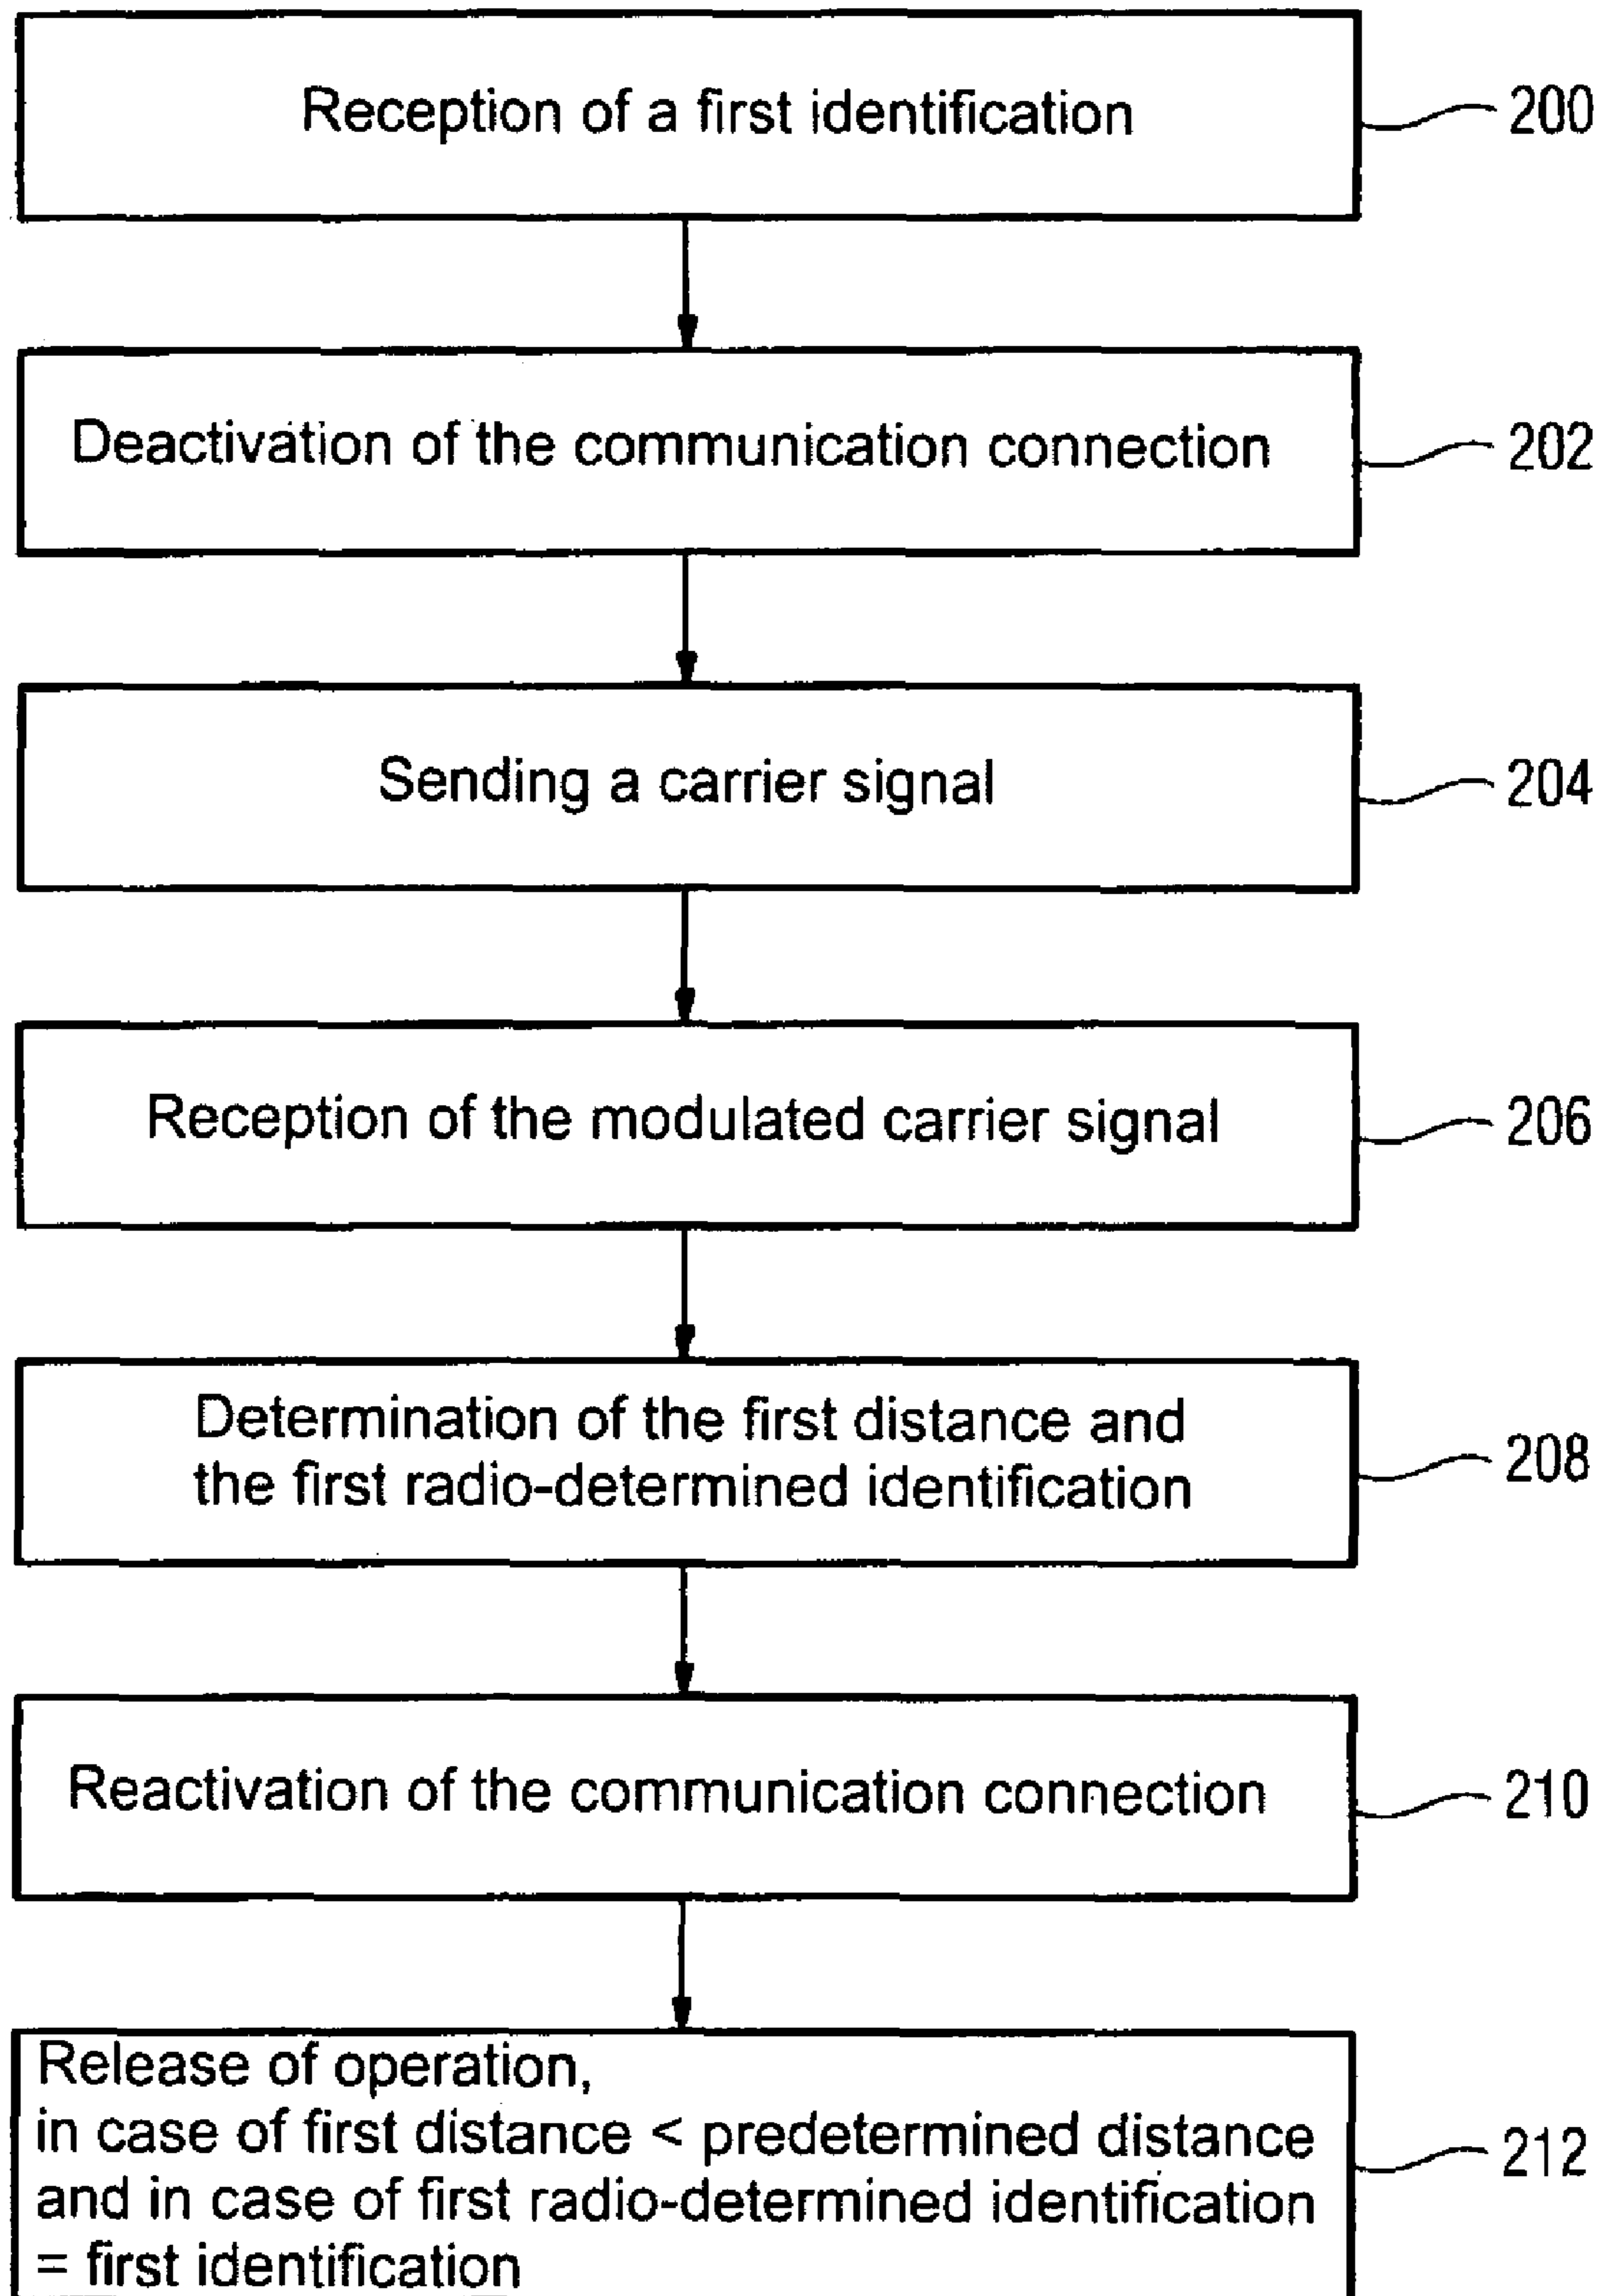 Reception of a first identification
200
Deactivation of the communication connection
202
Sending a carrier signal
204
Reception of the modulated carrier signal
206
Determination of the first distance and
the first radio-determined identification
208
Reactivation of the communication connection
210
Release of operation,
in case of first distance < predetermined distance
and in case of first radio-determined identification
= first identification
212